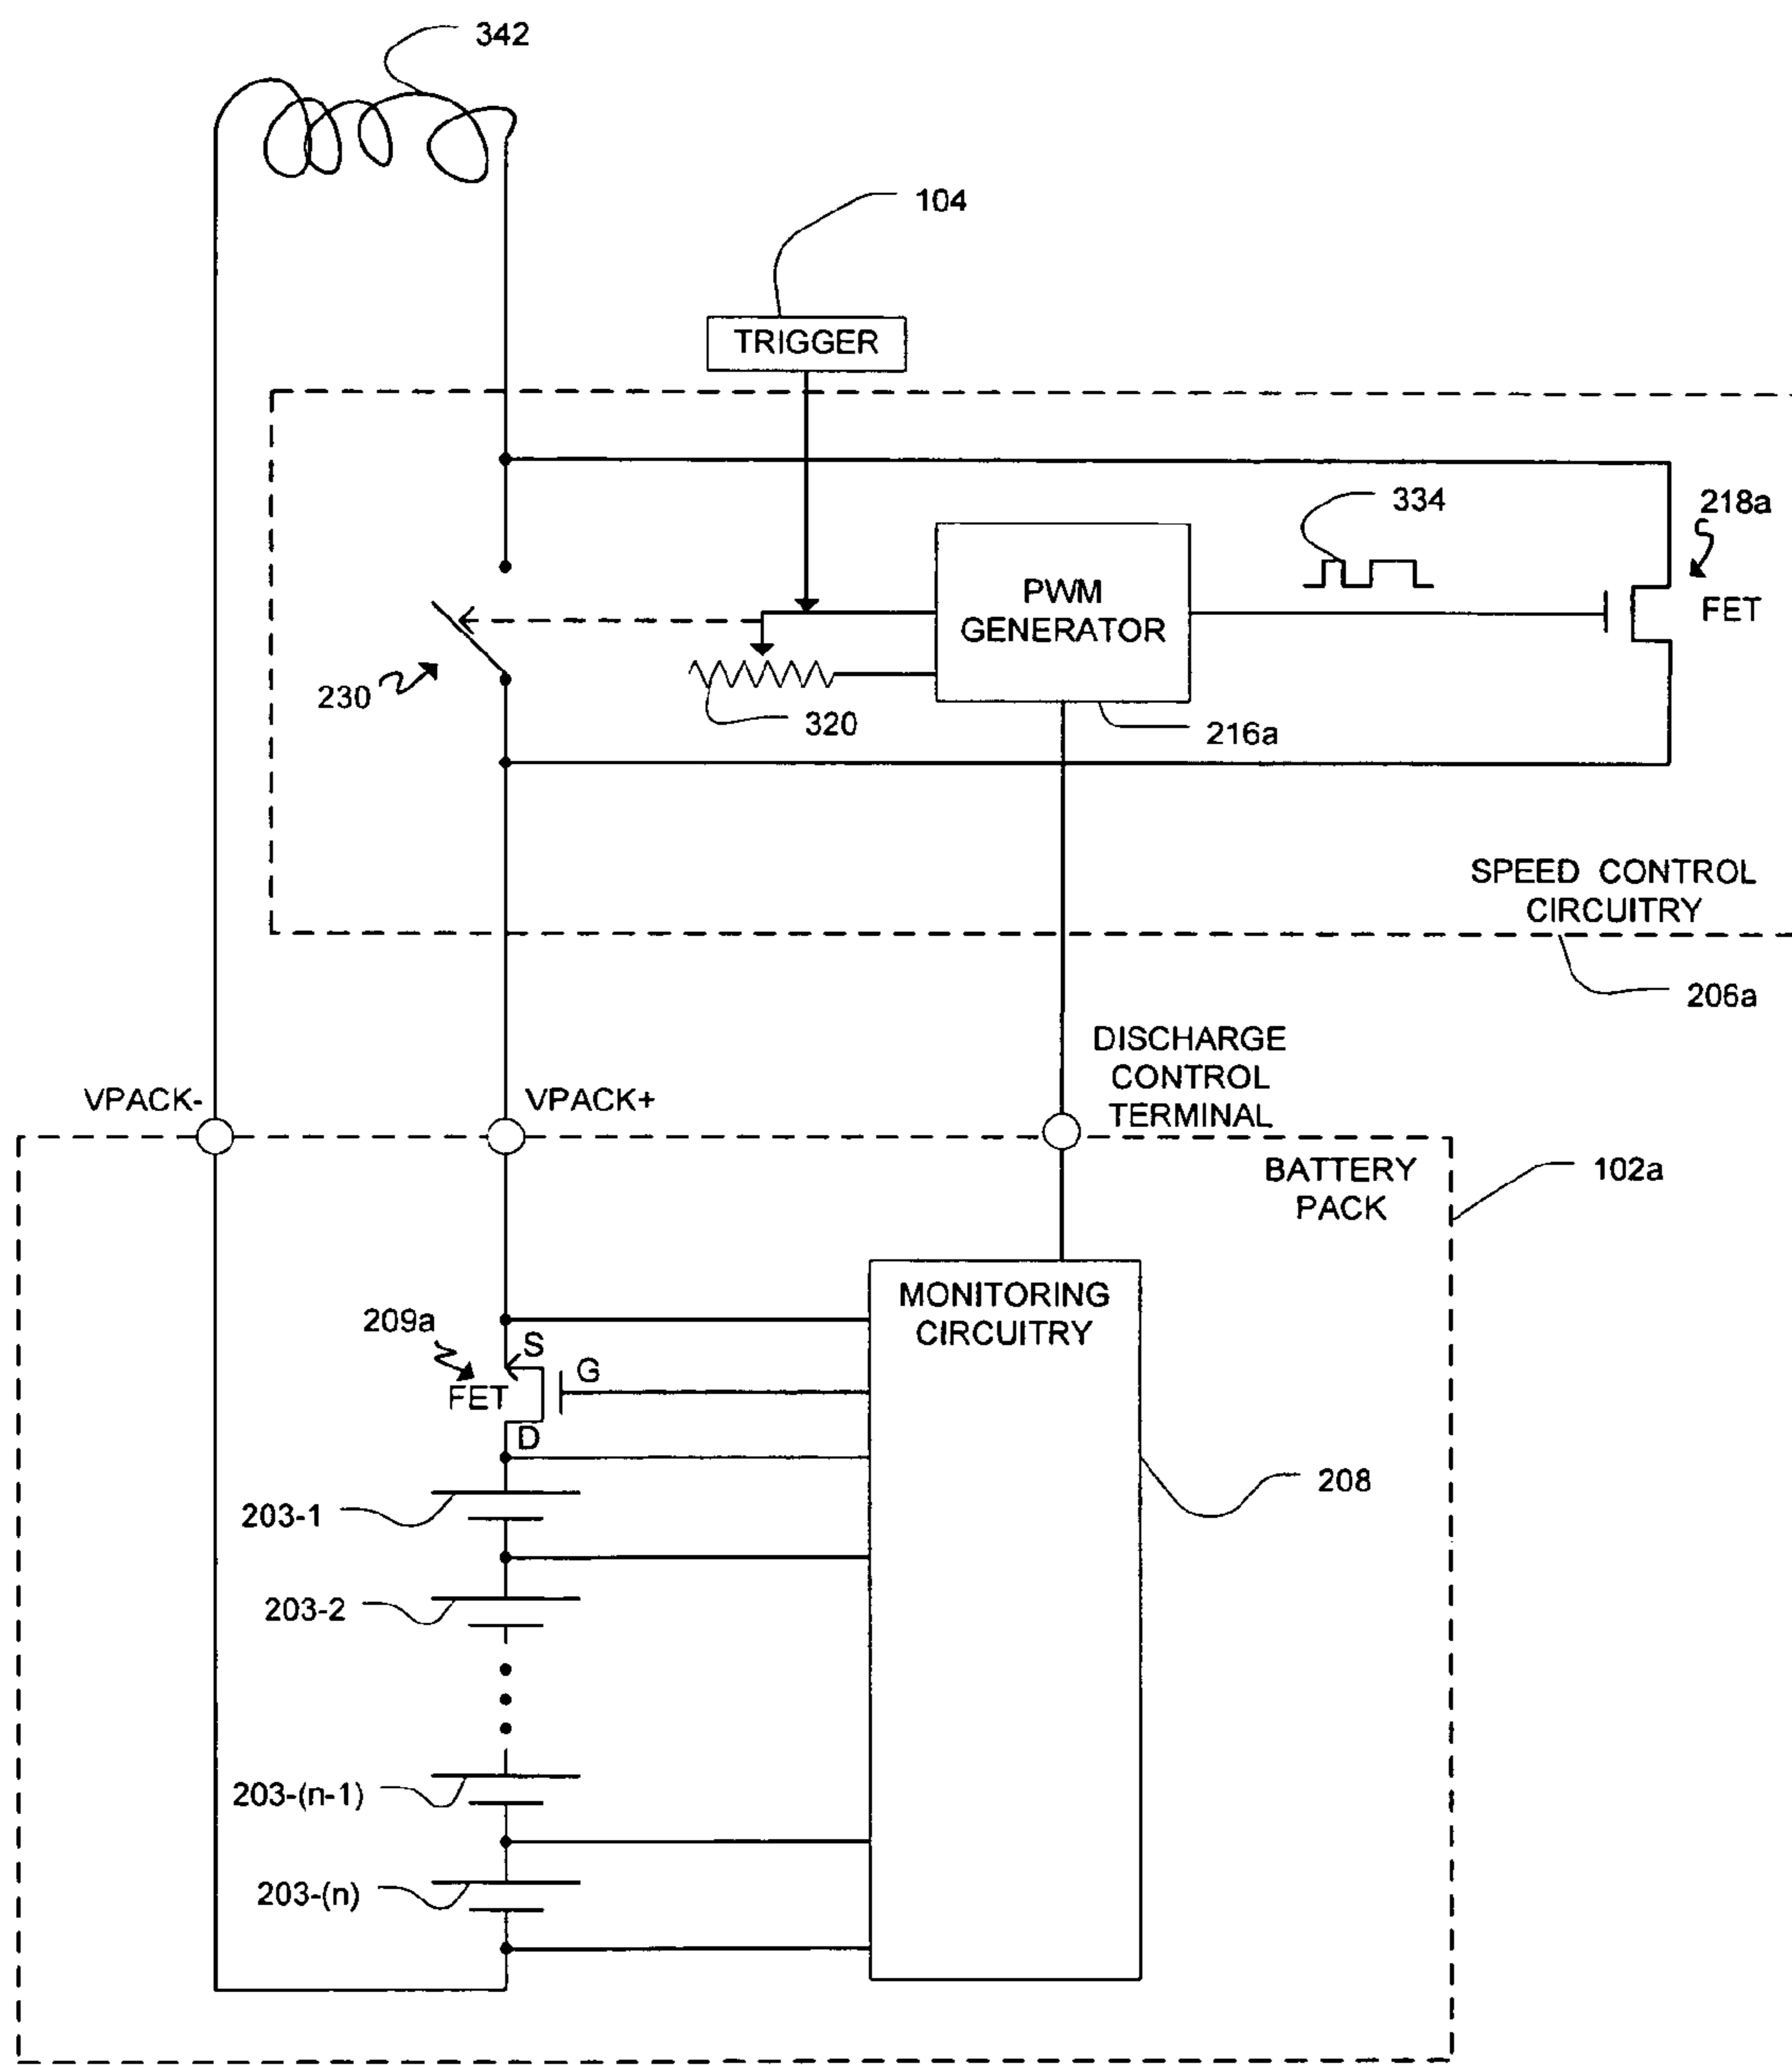 342
104
TRIGGER
334
218a
PWM
GENERATOR
FET
230
320
216a
SPEED CONTROL
CIRCUITRY
206a
DISCHARGE
CONTROL
TERMINAL
VPACK-
VPACK+
BATTERY
PACK
102a
MONITORING
CIRCUITRY
209a
S
G
FET
D
203-1
208
203-2
203-(n-1)
203-(n)